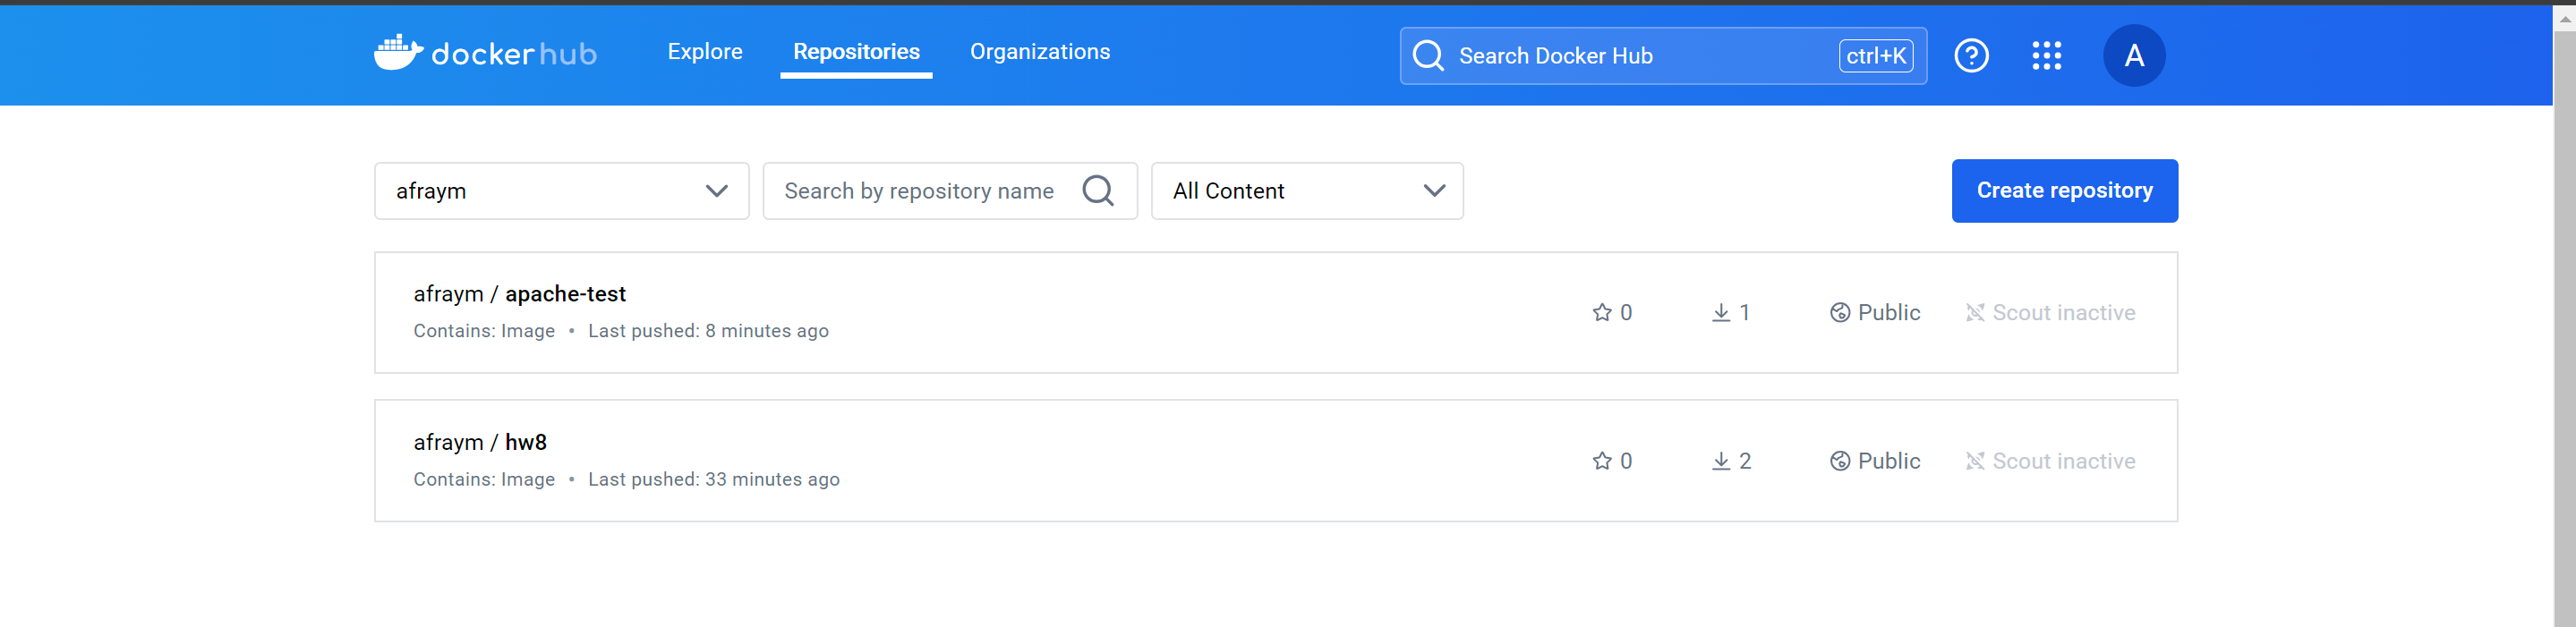 dockerhub Explore Repositories Organizations Search Docker Hub ctrl+K A
afraym Search by repository name All Content Create repository
afraym / apache-test
Contains: Image • Last pushed: 8 minutes ago
0 1 Public Scout inactive
afraym / hw8
Contains: Image • Last pushed: 33 minutes ago
0 2 Public Scout inactive